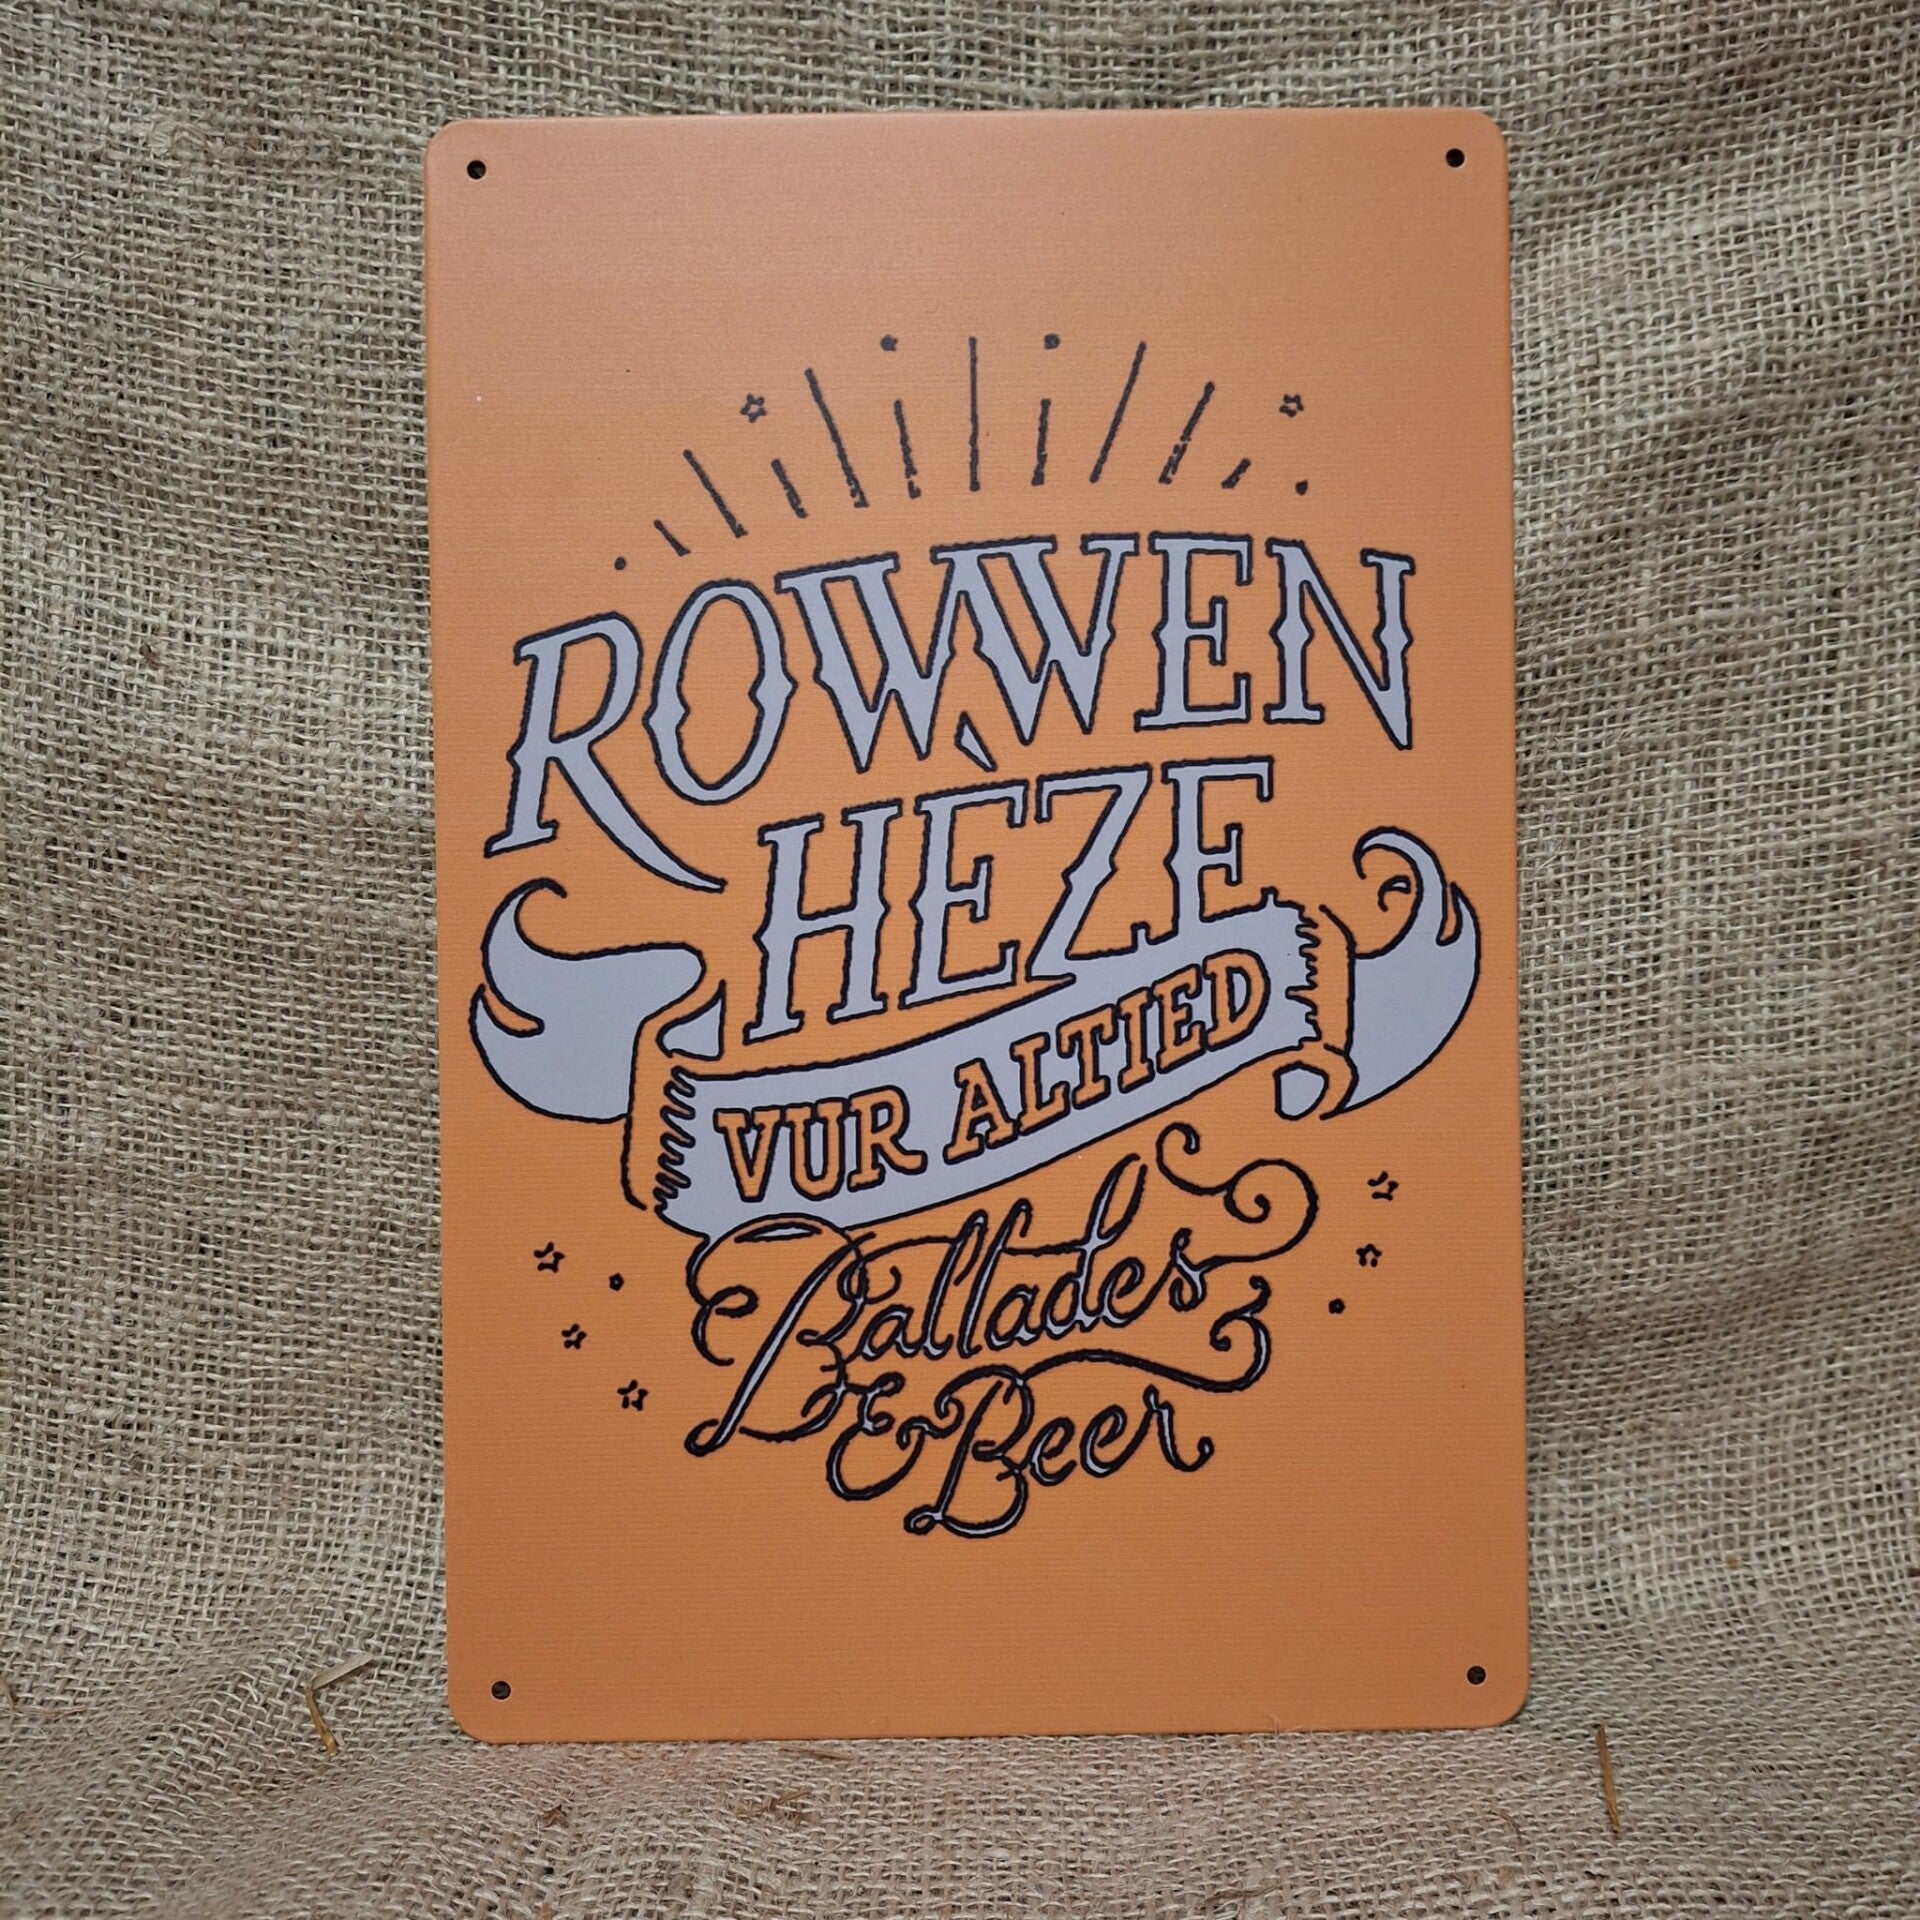 ROWWEN
HÈZE
VUR ALTIED
Ballades
& Beer